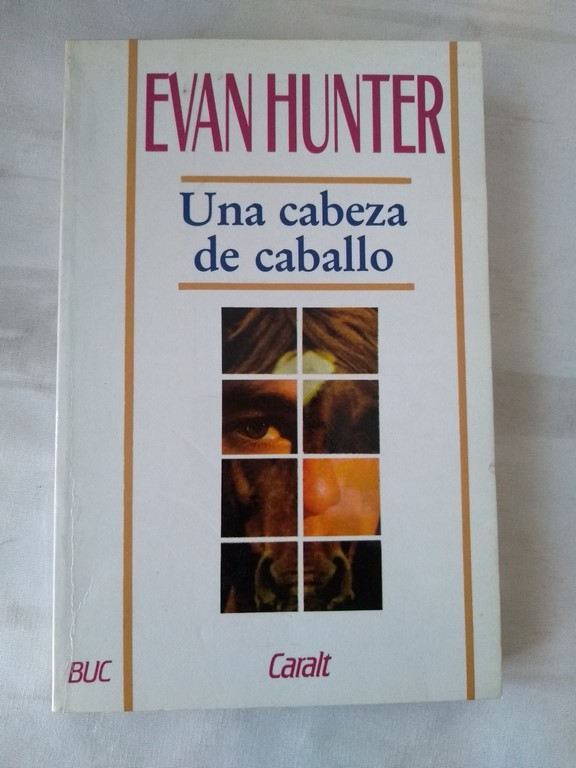 EVAN HUNTER
Una cabeza
de caballo
BUC
Caralt